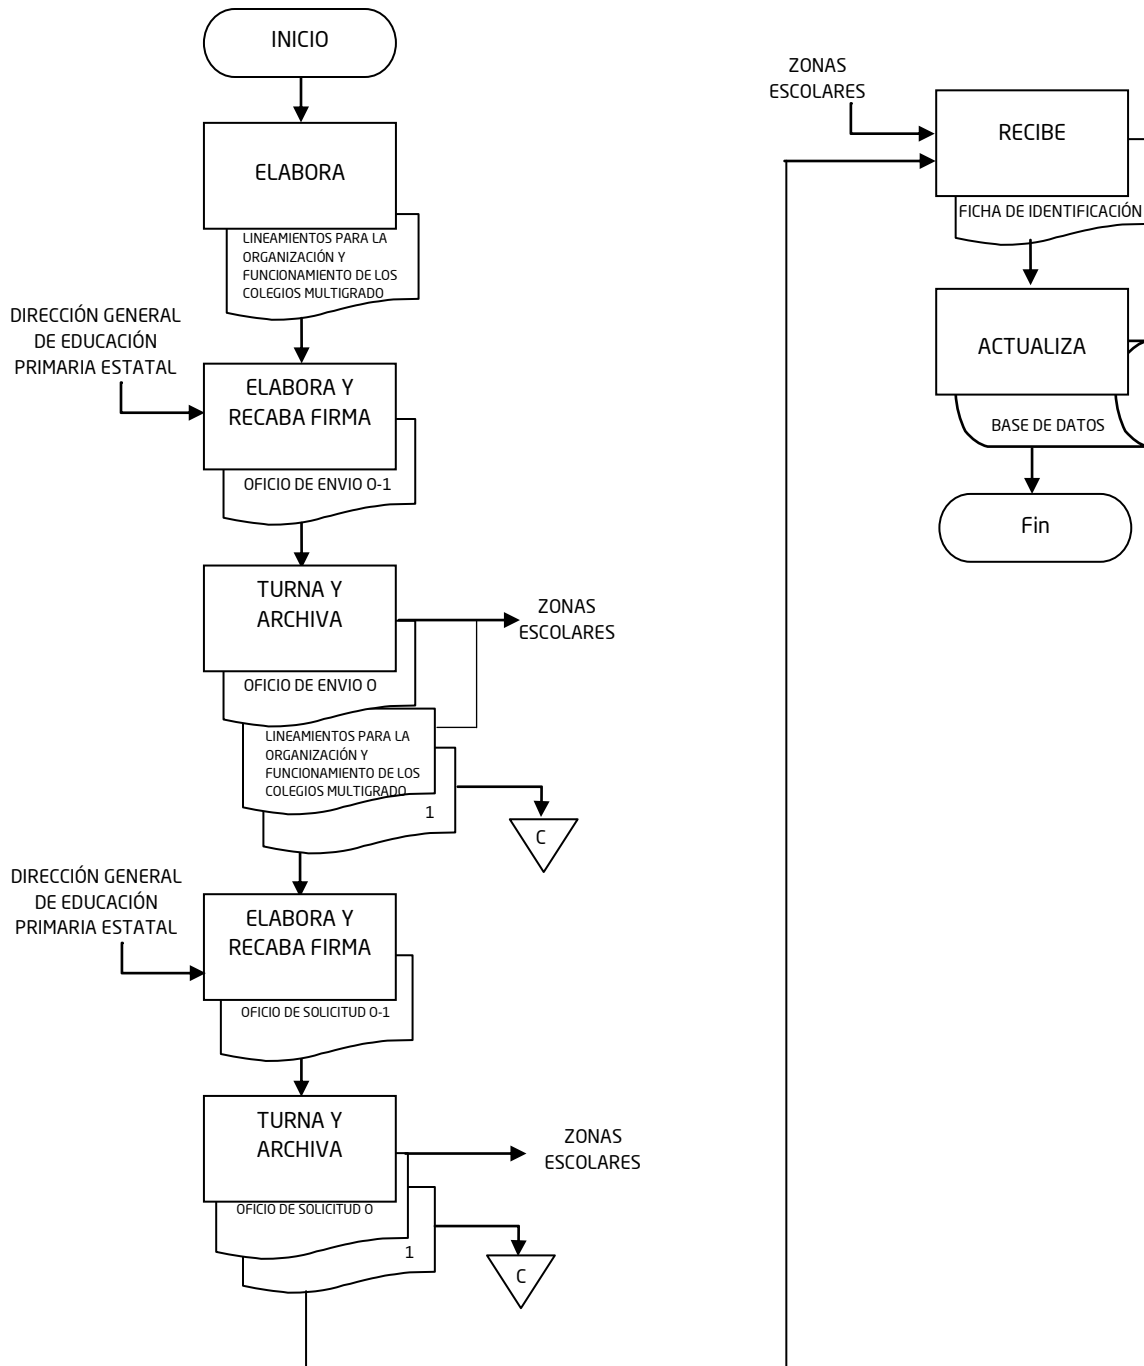 INICIO
ELABORA
LINEAMIENTOS PARA LA
ORGANIZACIÓN Y
FUNCIONAMIENTO DE LOS
COLEGIOS MULTIGRADO
DIRECCIÓN GENERAL
DE EDUCACIÓN
PRIMARIA ESTATAL
ELABORA Y
RECABA FIRMA
OFICIO DE ENVIO O-1
TURNA Y
ARCHIVA
ZONAS
ESCOLARES
OFICIO DE ENVIO O
LINEAMIENTOS PARA LA
ORGANIZACIÓN Y
FUNCIONAMIENTO DE LOS
COLEGIOS MULTIGRADO
1
C
DIRECCIÓN GENERAL
DE EDUCACIÓN
PRIMARIA ESTATAL
ELABORA Y
RECABA FIRMA
OFICIO DE SOLICITUD O-1
TURNA Y
ARCHIVA
ZONAS
ESCOLARES
OFICIO DE SOLICITUD O
1
C
ZONAS
ESCOLARES
RECIBE
FICHA DE IDENTIFICACIÓN
ACTUALIZA
BASE DE DATOS
Fin